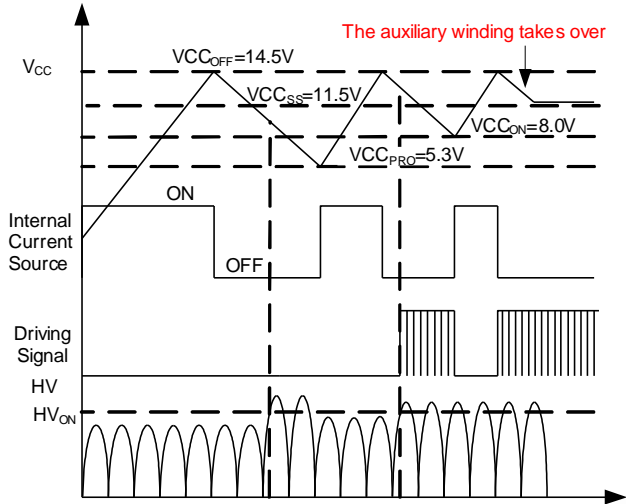 The auxiliary winding takes over
VCC
VCCOFF=14.5V
VCCSS=11.5V
VCCON=8.0V
VCCPRO=5.3V
ON
Internal
Current
Source
OFF
Driving
Signal
HV
HVON